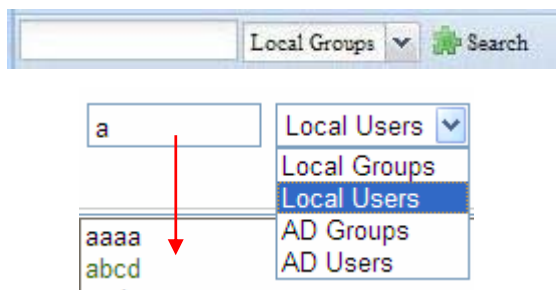 Local Groups Search
a Local Users
Local Groups
Local Users
AD Groups
AD Users
aaaa
abcd